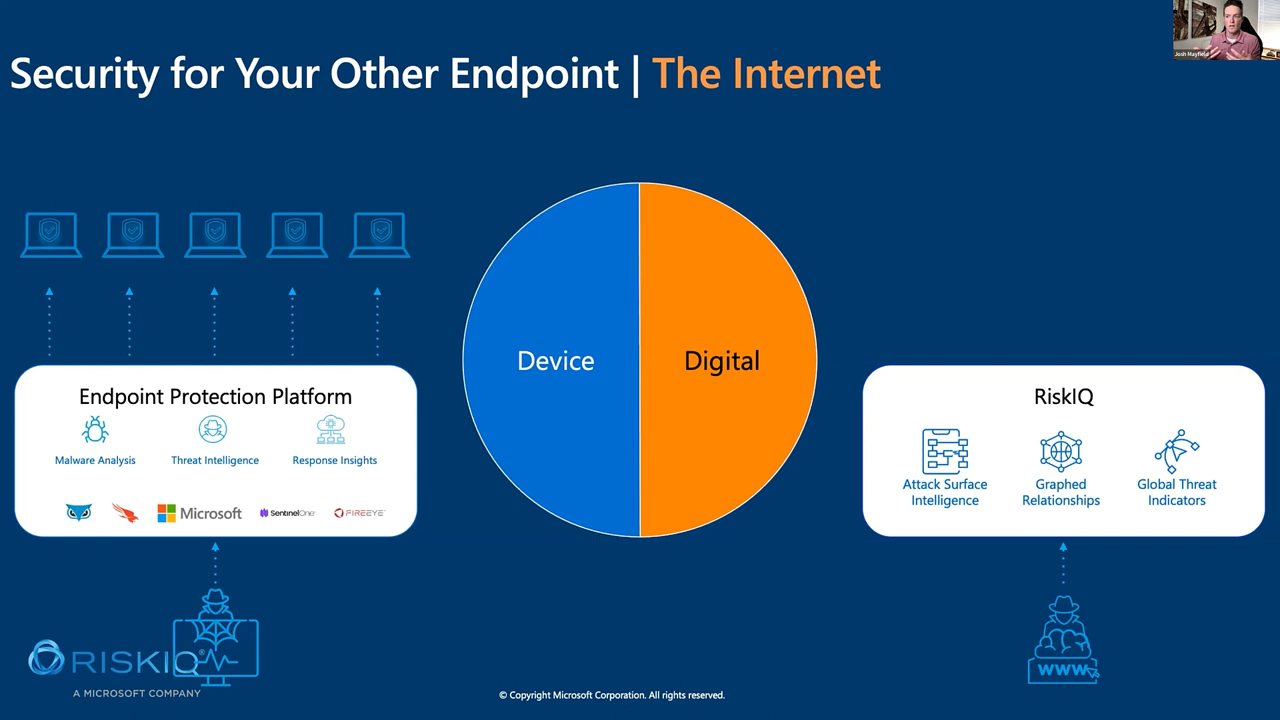 Josh Mayfield
Security for Your Other Endpoint | The Internet
Device
Digital
Endpoint Protection Platform
Malware Analysis
Threat Intelligence
Response Insights
Microsoft
SentinelOne
FIREEYE
RiskIQ
Attack Surface
Intelligence
Graphed
Relationships
Global Threat
Indicators
RISKIQ®
A MICROSOFT COMPANY
www
© Copyright Microsoft Corporation. All rights reserved.